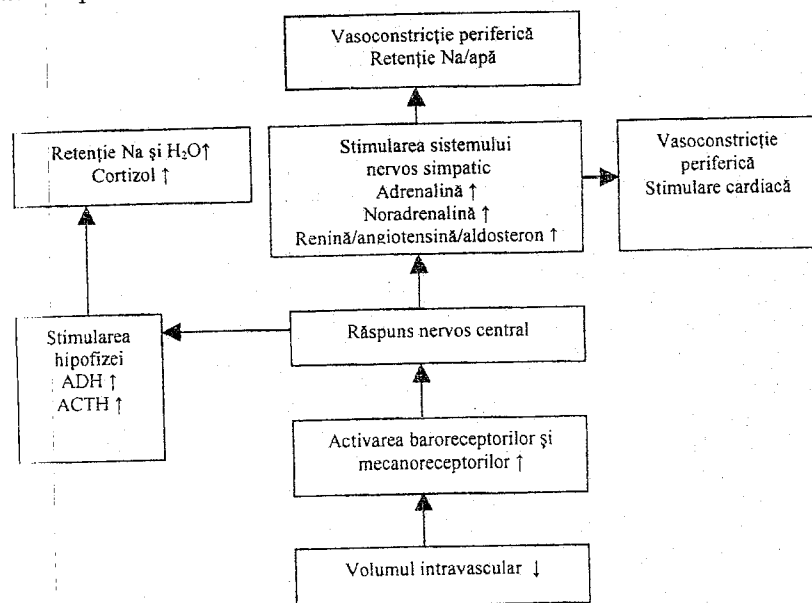 Vasoconstricție periferică
Retenție Na/apă
Retenție Na și H₂O↑
Cortizol ↑
Stimularea sistemului
nervos simpatic
Adrenalină ↑
Noradrenalină ↑
Renină/angiotensină/aldosteron ↑
Vasoconstricție
periferică
Stimulare cardiacă
Stimularea
hipofizei
ADH ↑
ACTH ↑
Răspuns nervos central
Activarea baroreceptorilor și
mecanoreceptorilor ↑
Volumul intravascular ↓